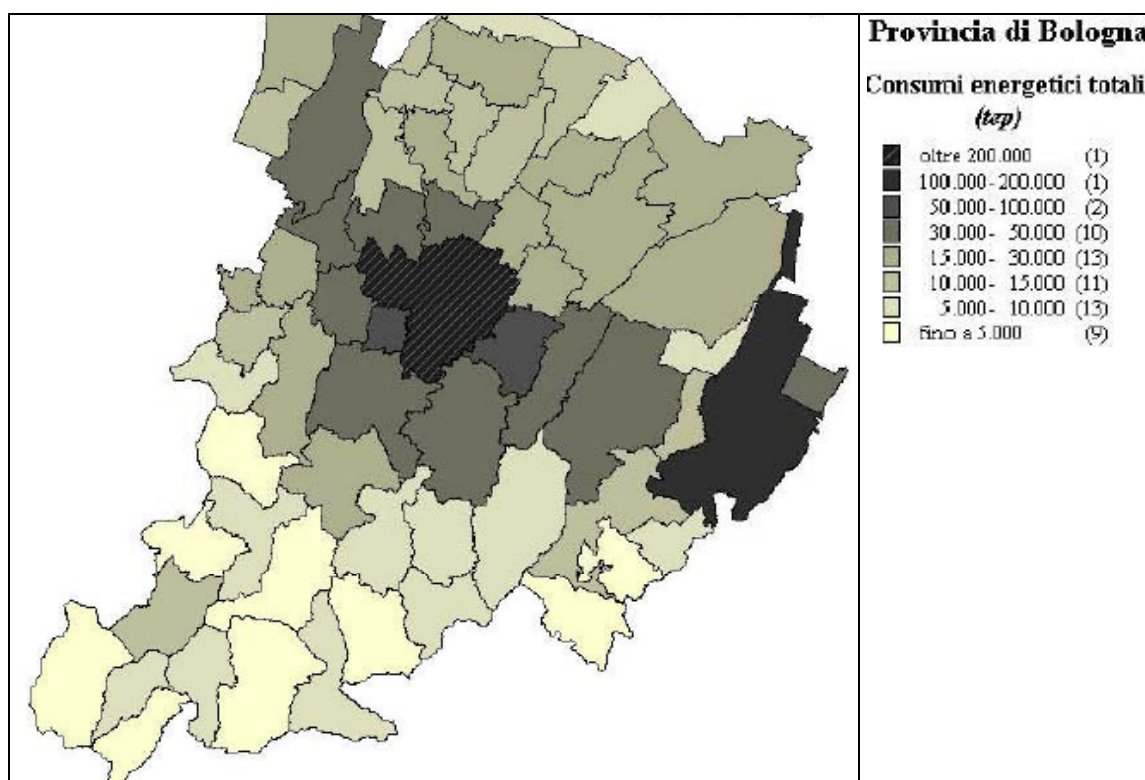 Provincia di Bologna
Consumi energetici totali
(tep)
oltre 200.000 (1)
100.000-200.000 (1)
50.000-100.000 (2)
30.000- 50.000 (10)
15.000- 30.000 (13)
10.000- 15.000 (11)
5.000- 10.000 (13)
fino a 5.000 (9)